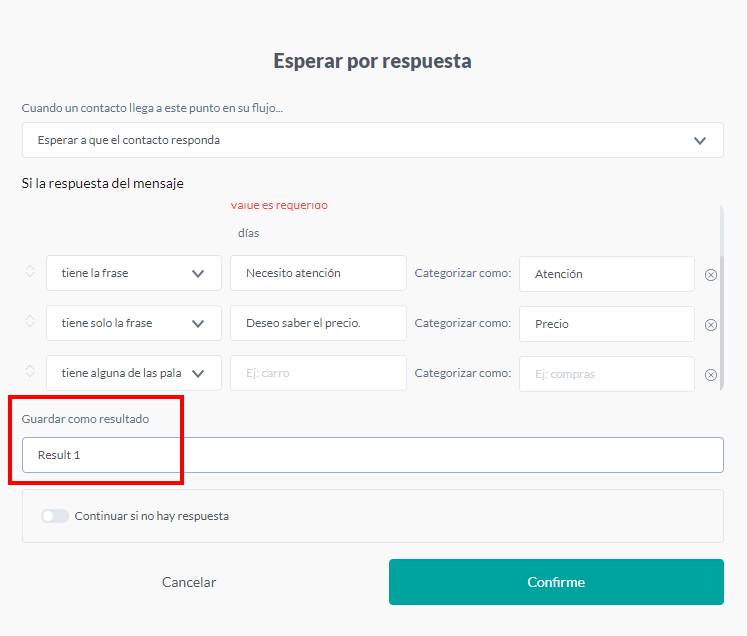 Esperar por respuesta
Cuando un contacto llega a este punto en su flujo...
Esperar a que el contacto responda
Si la respuesta del mensaje
Value es requerido
días
tiene la frase Necesito atención Categorizar como: Atención
tiene solo la frase Deseo saber el precio. Categorizar como: Precio
tiene alguna de las pala Ej: carro Categorizar como: Ej: compras
Guardar como resultado
Result 1
Continuar si no hay respuesta
Cancelar Confirme